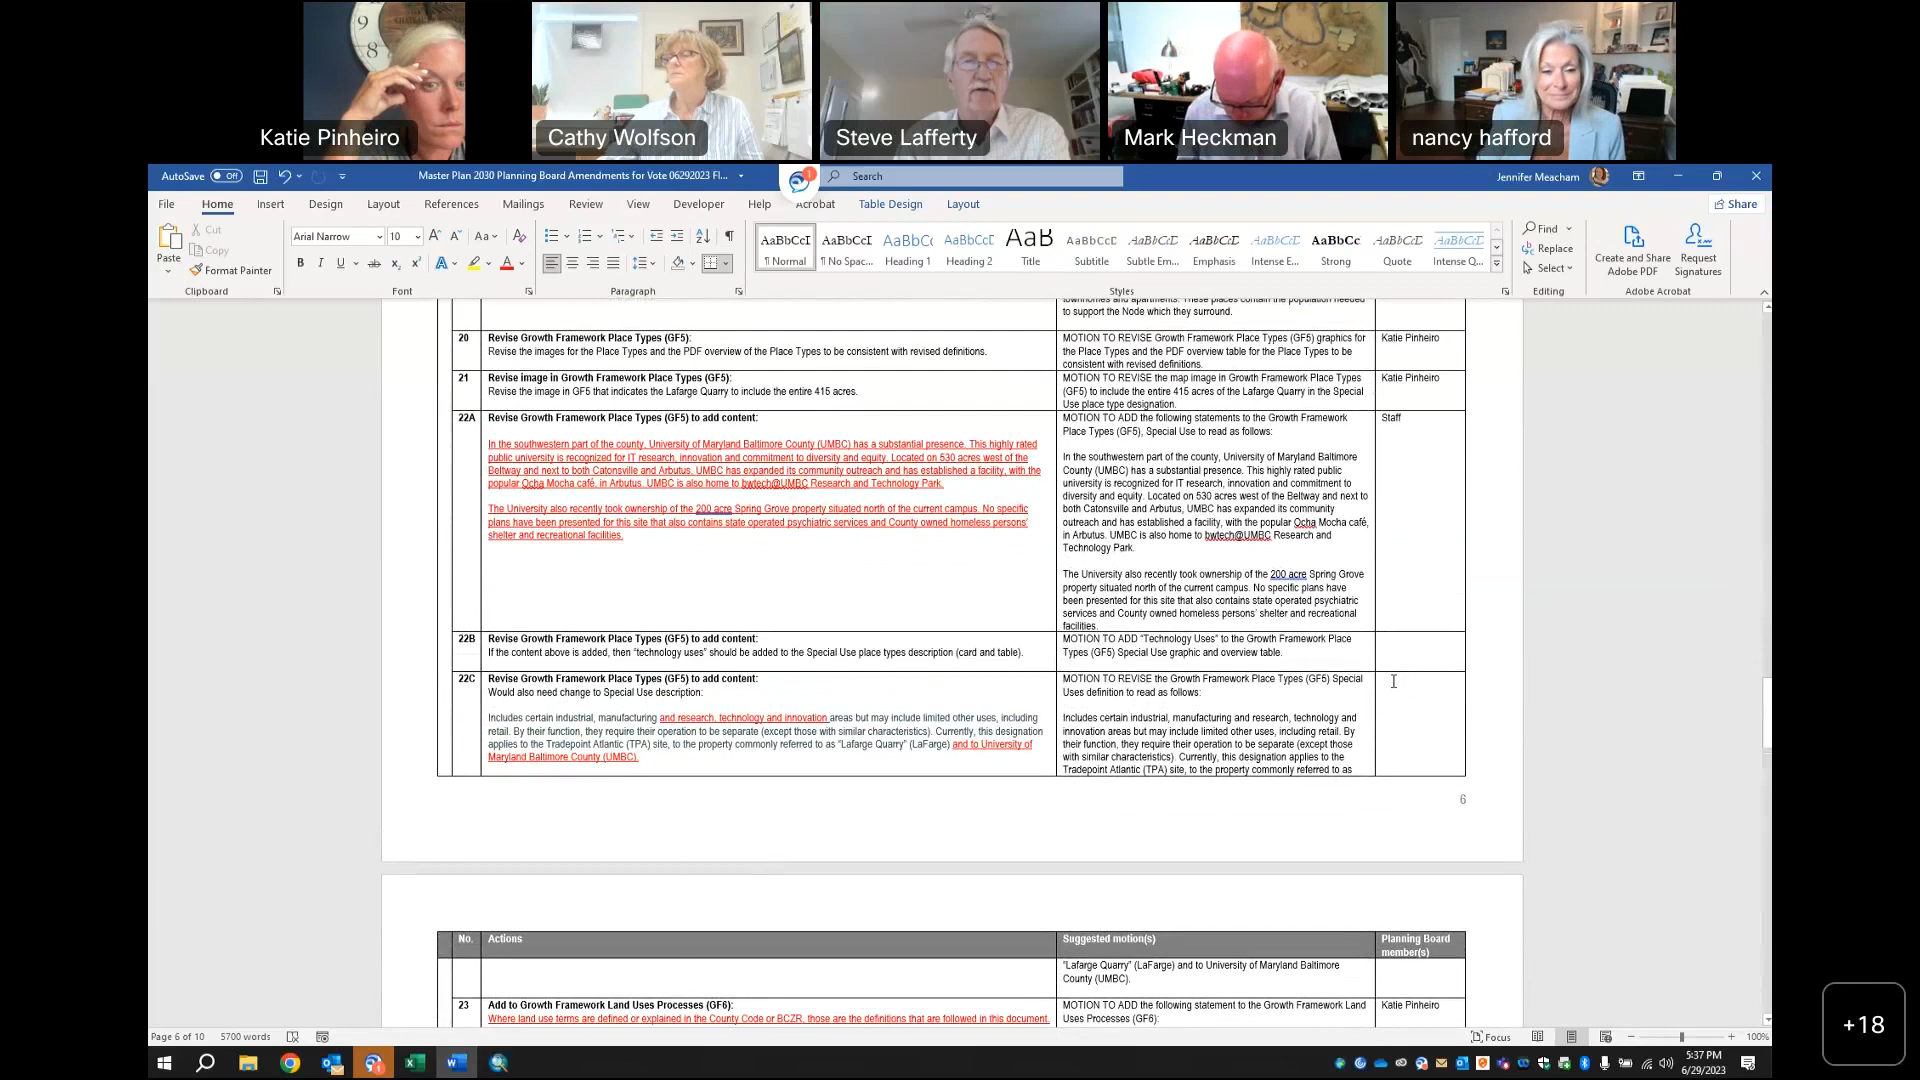 9
8
Katie Pinheiro
Cathy Wolfson
Steve Lafferty
Mark Heckman
nancy hafford
AutoSave Off
Master Plan 2030 Planning Board Amendments for Vote 06292023 Fl...
1
Search
Jennifer Meacham
File Home Insert Design Layout References Mailings Review View Developer Help Acrobat Table Design Layout Share
Paste
Cut
Copy
Format Painter
Clipboard
Arial Narrow 10
Font
Paragraph
AaBbCcI AaBbCcI AaBbCc AaBbCcE AaB AaBbCcD AaBbCcDc AaBbCcDc AaBbCcDc AaBbCc AaBbCcDc AaBbCcD
¶ Normal ¶ No Spac... Heading 1 Heading 2 Title Subtitle Subtle Em... Emphasis Intense E... Strong Quote Intense Q...
Styles
Find
Replace
Select
Editing
Create and Share Adobe PDF
Request Signatures
Adobe Acrobat
townhomes and apartments. These places contain the population needed
to support the Node which they surround.
20
Revise Growth Framework Place Types (GF5):
Revise the images for the Place Types and the PDF overview of the Place Types to be consistent with revised definitions.
MOTION TO REVISE Growth Framework Place Types (GF5) graphics for
the Place Types and the PDF overview table for the Place Types to be
consistent with revised definitions.
Katie Pinheiro
21
Revise image in Growth Framework Place Types (GF5):
Revise the image in GF5 that indicates the Lafarge Quarry to include the entire 415 acres.
MOTION TO REVISE the map image in Growth Framework Place Types
(GF5) to include the entire 415 acres of the Lafarge Quarry in the Special
Use place type designation.
Katie Pinheiro
22A
Revise Growth Framework Place Types (GF5) to add content:
In the southwestern part of the county, University of Maryland Baltimore County (UMBC) has a substantial presence. This highly rated
public university is recognized for IT research, innovation and commitment to diversity and equity. Located on 530 acres west of the
Beltway and next to both Catonsville and Arbutus, UMBC has expanded its community outreach and has established a facility, with the
popular Ocha Mocha café, in Arbutus. UMBC is also home to bwtech@UMBC Research and Technology Park.
The University also recently took ownership of the 200 acre Spring Grove property situated north of the current campus. No specific
plans have been presented for this site that also contains state operated psychiatric services and County owned homeless persons'
shelter and recreational facilities.
MOTION TO ADD the following statements to the Growth Framework
Place Types (GF5), Special Use to read as follows:
In the southwestern part of the county, University of Maryland Baltimore
County (UMBC) has a substantial presence. This highly rated public
university is recognized for IT research, innovation and commitment to
diversity and equity. Located on 530 acres west of the Beltway and next to
both Catonsville and Arbutus, UMBC has expanded its community
outreach and has established a facility, with the popular Ocha Mocha café,
in Arbutus. UMBC is also home to bwtech@UMBC Research and
Technology Park.
The University also recently took ownership of the 200 acre Spring Grove
property situated north of the current campus. No specific plans have
been presented for this site that also contains state operated psychiatric
services and County owned homeless persons' shelter and recreational
facilities.
Staff
22B
Revise Growth Framework Place Types (GF5) to add content:
If the content above is added, then "technology uses" should be added to the Special Use place types description (card and table).
MOTION TO ADD "Technology Uses" to the Growth Framework Place
Types (GF5) Special Use graphic and overview table.
22C
Revise Growth Framework Place Types (GF5) to add content:
Would also need change to Special Use description:
Includes certain industrial, manufacturing and research, technology and innovation areas but may include limited other uses, including
retail. By their function, they require their operation to be separate (except those with similar characteristics). Currently, this designation
applies to the Tradepoint Atlantic (TPA) site, to the property commonly referred to as "Lafarge Quarry" (LaFarge) and to University of
Maryland Baltimore County (UMBC).
MOTION TO REVISE the Growth Framework Place Types (GF5) Special
Uses definition to read as follows:
Includes certain industrial, manufacturing and research, technology and
innovation areas but may include limited other uses, including retail. By
their function, they require their operation to be separate (except those
with similar characteristics). Currently, this designation applies to the
Tradepoint Atlantic (TPA) site, to the property commonly referred to as
6
No. Actions Suggested motion(s) Planning Board
member(s)
"Lafarge Quarry" (LaFarge) and to University of Maryland Baltimore
County (UMBC).
23
Add to Growth Framework Land Uses Processes (GF6):
Where land use terms are defined or explained in the County Code or BCZR, those are the definitions that are followed in this document.
MOTION TO ADD the following statement to the Growth Framework Land
Uses Processes (GF6):
Katie Pinheiro
Page 6 of 10 5700 words Focus 100%
5:37 PM
6/29/2023
+18